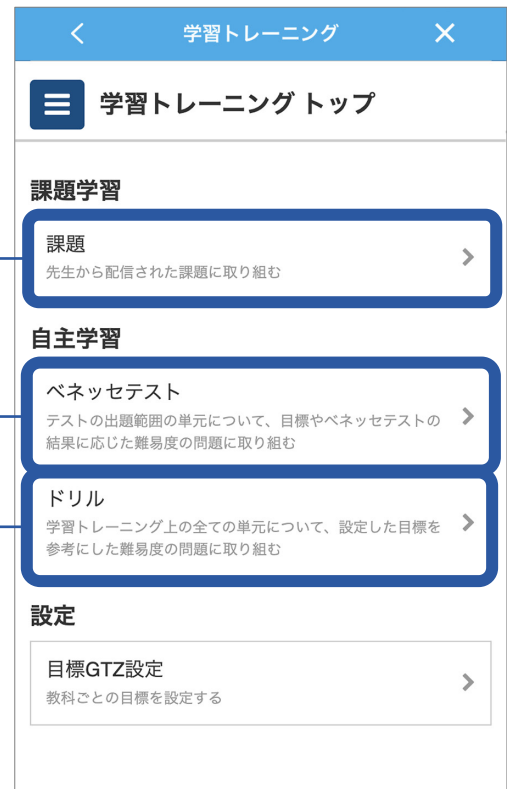 学習トレーニング
学習トレーニング トップ
課題学習
課題
先生から配信された課題に取り組む
自主学習
ベネッセテスト
テストの出題範囲の単元について、目標やベネッセテストの
結果に応じた難易度の問題に取り組む
ドリル
学習トレーニング上の全ての単元について、設定した目標を
参考にした難易度の問題に取り組む
設定
目標GTZ設定
教科ごとの目標を設定する